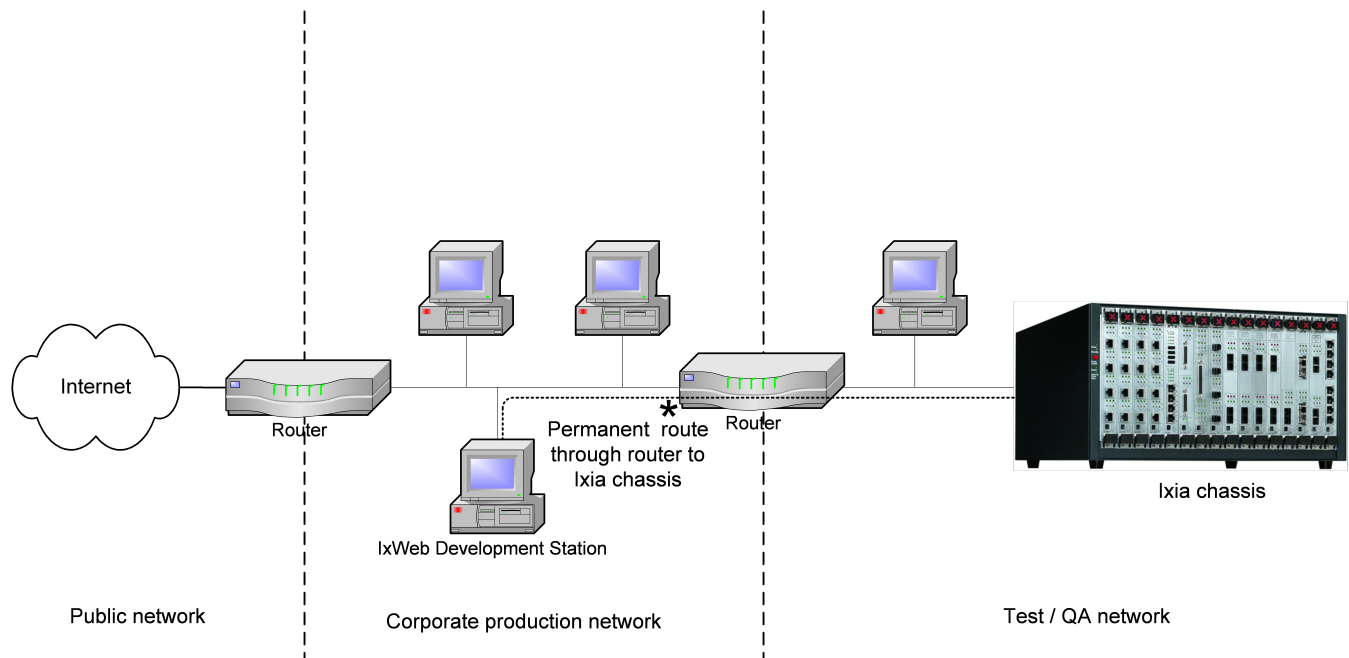 Internet
Router
*
Permanent route
through router to
Ixia chassis
Router
Ixia chassis
IxWeb Development Station
Public network
Corporate production network
Test / QA network